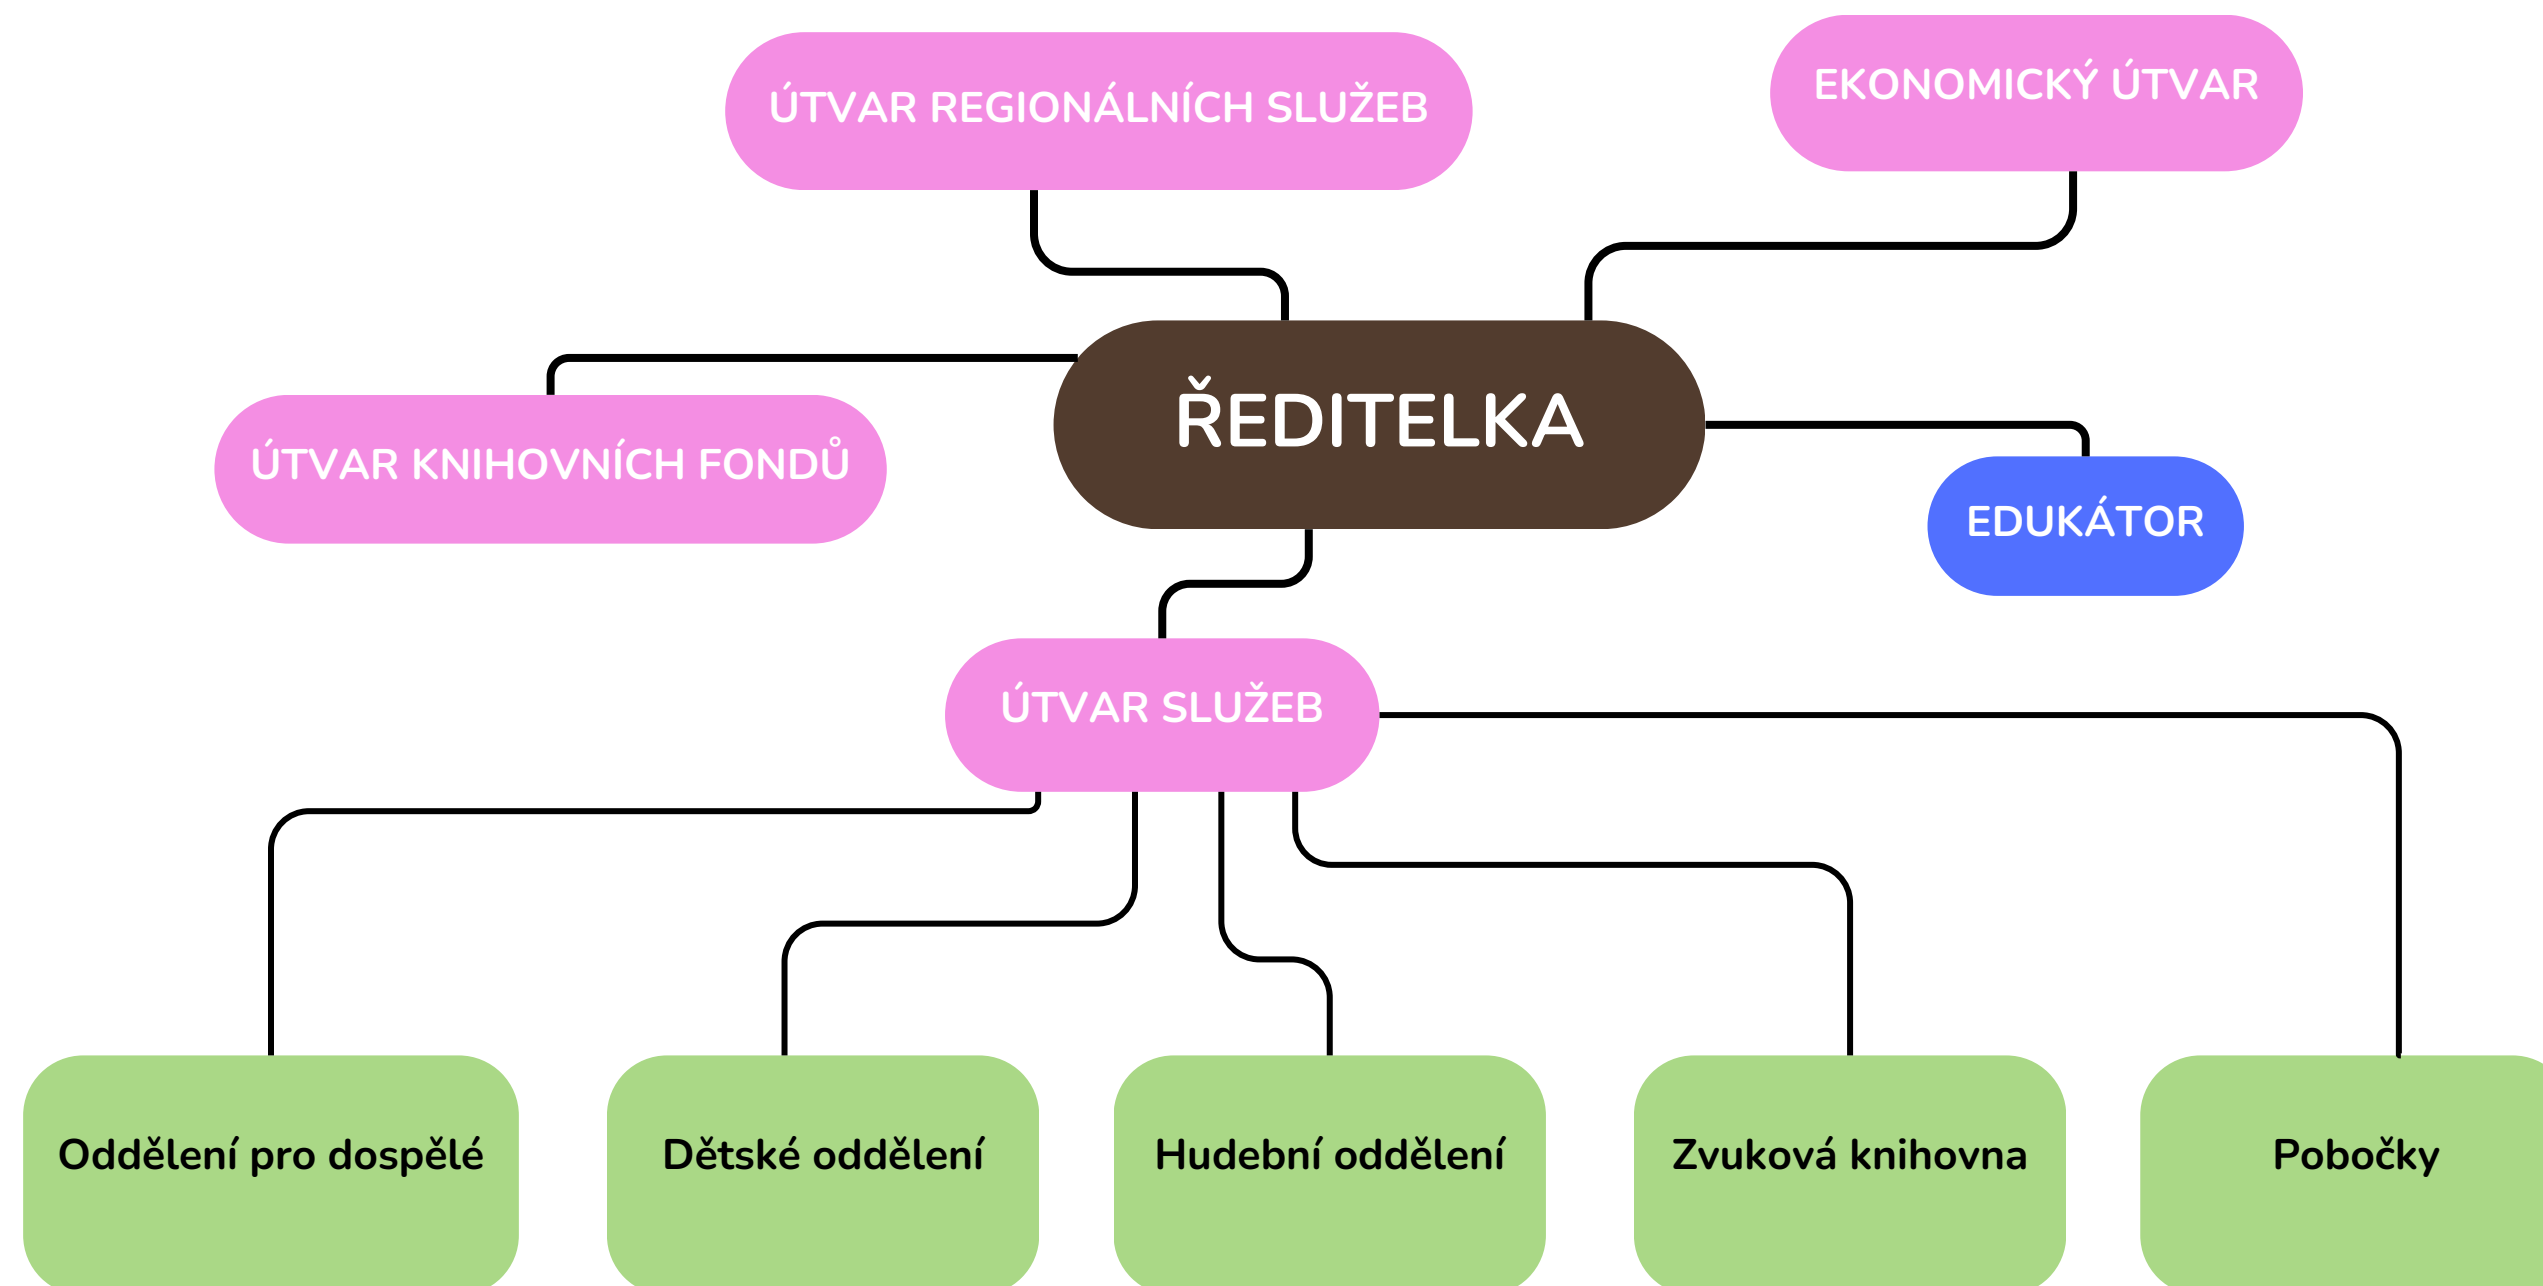 EKONOMICKÝ ÚTVAR
ÚTVAR REGIONÁLNÍCH SLUŽEB
ŘEDITELKA
ÚTVAR KNIHOVNÍCH FONDŮ
EDUKÁTOR
ÚTVAR SLUŽEB
Oddělení pro dospělé
Dětské oddělení
Hudební oddělení
Zvuková knihovna
Pobočky